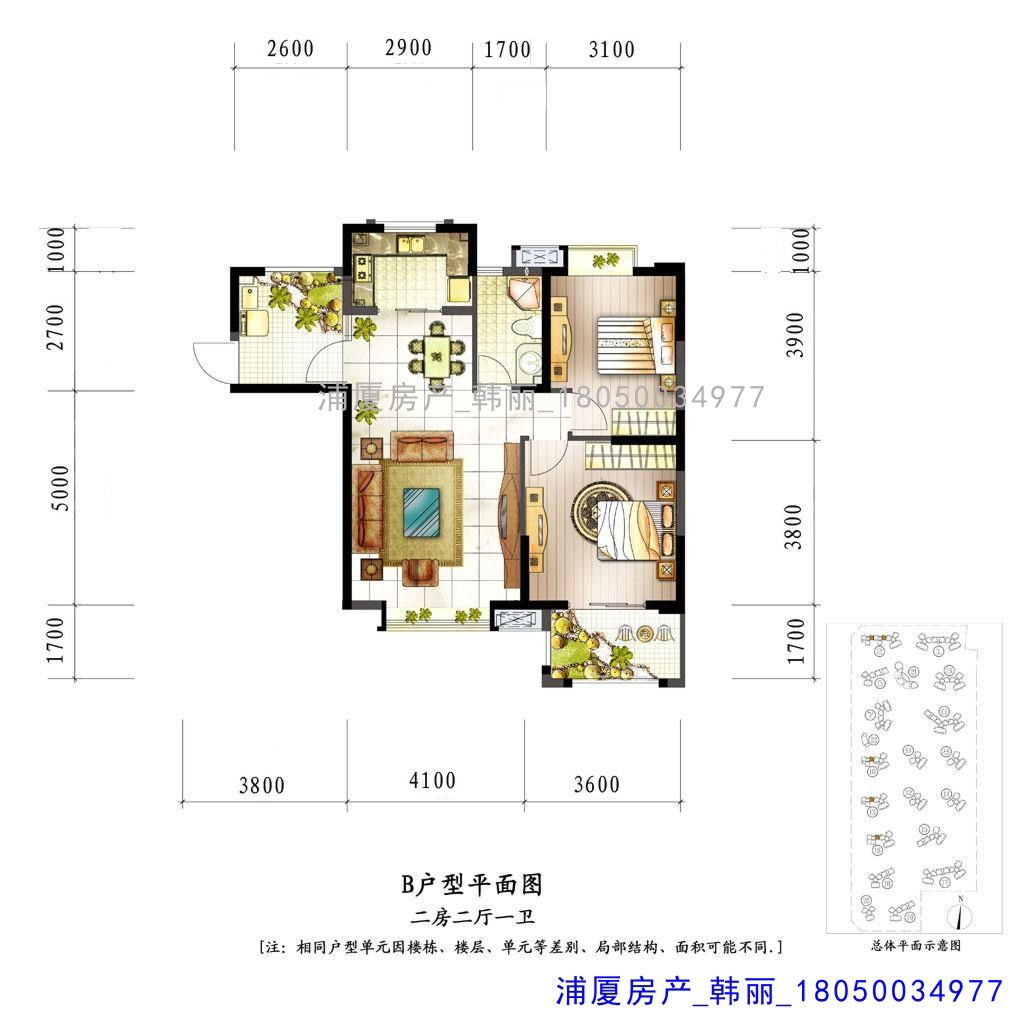 2600 2900 1700 3100
1000
2700
5000
1700
1000
3900
3800
1700
浦厦房产_韩丽_18050034977
3800 4100 3600
B户型平面图
二房二厅一卫
[注: 相同户型单元因楼栋、楼层、单元等差别、局部结构、面积可能不同.]
N
总体平面示意图
浦厦房产_韩丽_18050034977